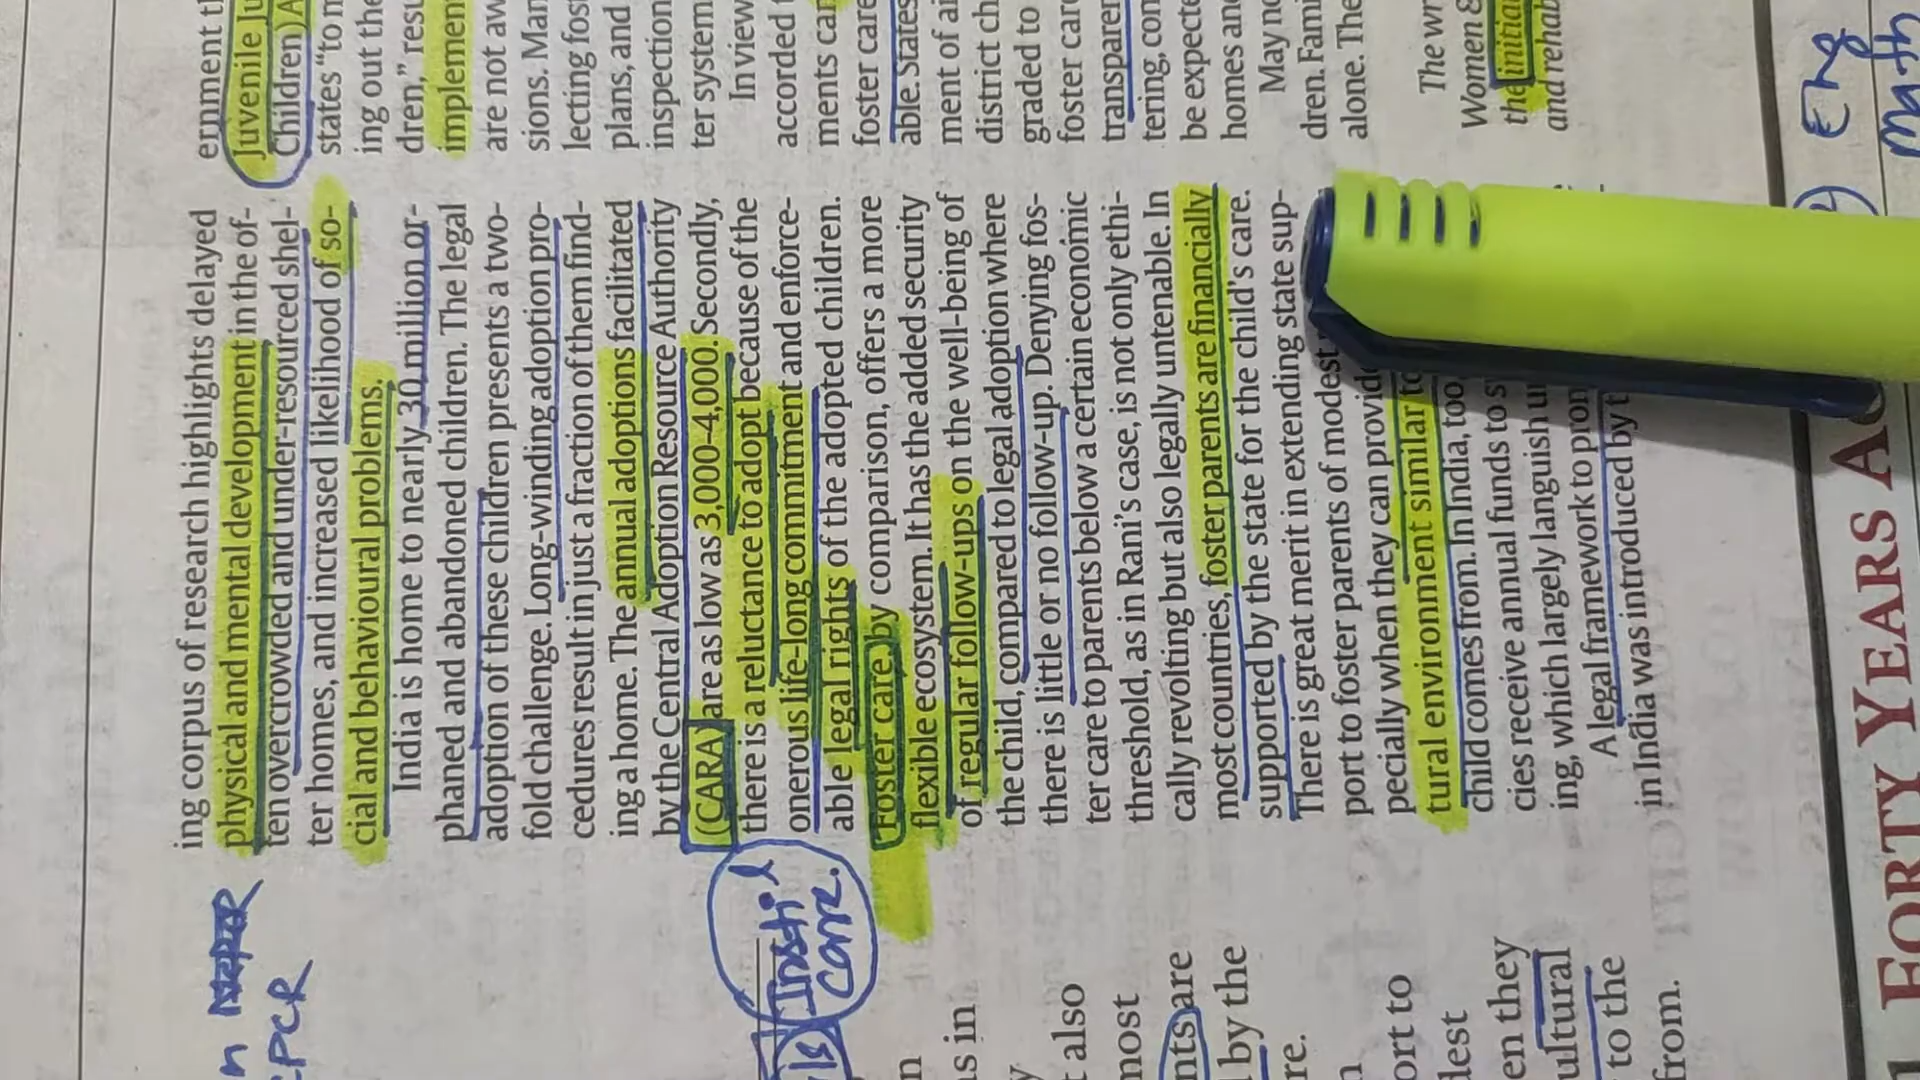 ing corpus of research highlights delayed
physical and mental development in the of-
ten overcrowded and under-resourced shel-
ter homes, and increased likelihood of so-
cial and behavioural problems.
India is home to nearly 30 million or-
phaned and abandoned children. The legal
adoption of these children presents a two-
fold challenge. Long-winding adoption pro-
cedures result in just a fraction of them find-
ing a home. The annual adoptions facilitated
by the Central Adoption Resource Authority
(CARA) are as low as 3,000-4,000. Secondly,
there is a reluctance to adopt because of the
onerous life-long commitment and enforce-
able legal rights of the adopted children.
Foster care, by comparison, offers a more
flexible ecosystem. It has the added security
of regular follow-ups on the well-being of
the child, compared to legal adoption where
there is little or no follow-up. Denying fos-
ter care to parents below a certain economic
threshold, as in Rani's case, is not only ethi-
cally revolting but also legally untenable. In
most countries, foster parents are financially
supported by the state for the child's care.
There is great merit in extending state sup-
port to foster parents of modest
pecially when they can provid
tural environment similar to
child comes from. In India, too
cies receive annual funds to s
ing, which largely languish u
A legal framework to pro
in India was introduced by t
ernment t
Juvenile Ju
Children) A
states "to m
ing out the
dren," resu
implemen
are not aw
sions. Man
lecting fos
plans, and
inspection
ter system
In view
accorded t
ments can
foster care
able. States
ment of ai
district ch
graded to
foster care
transparen
tering, con
be expecte
homes and
May no
dren. Fami
alone. The
The wr
Women &
the initia
and rehab
n
CPCR
Insti·l
care.
n
s in
y
t also
most
nts are
by the
re.
n
ort to
dest
en they
ultural
to the
from.
FORTY YEARS A
Eng
Math